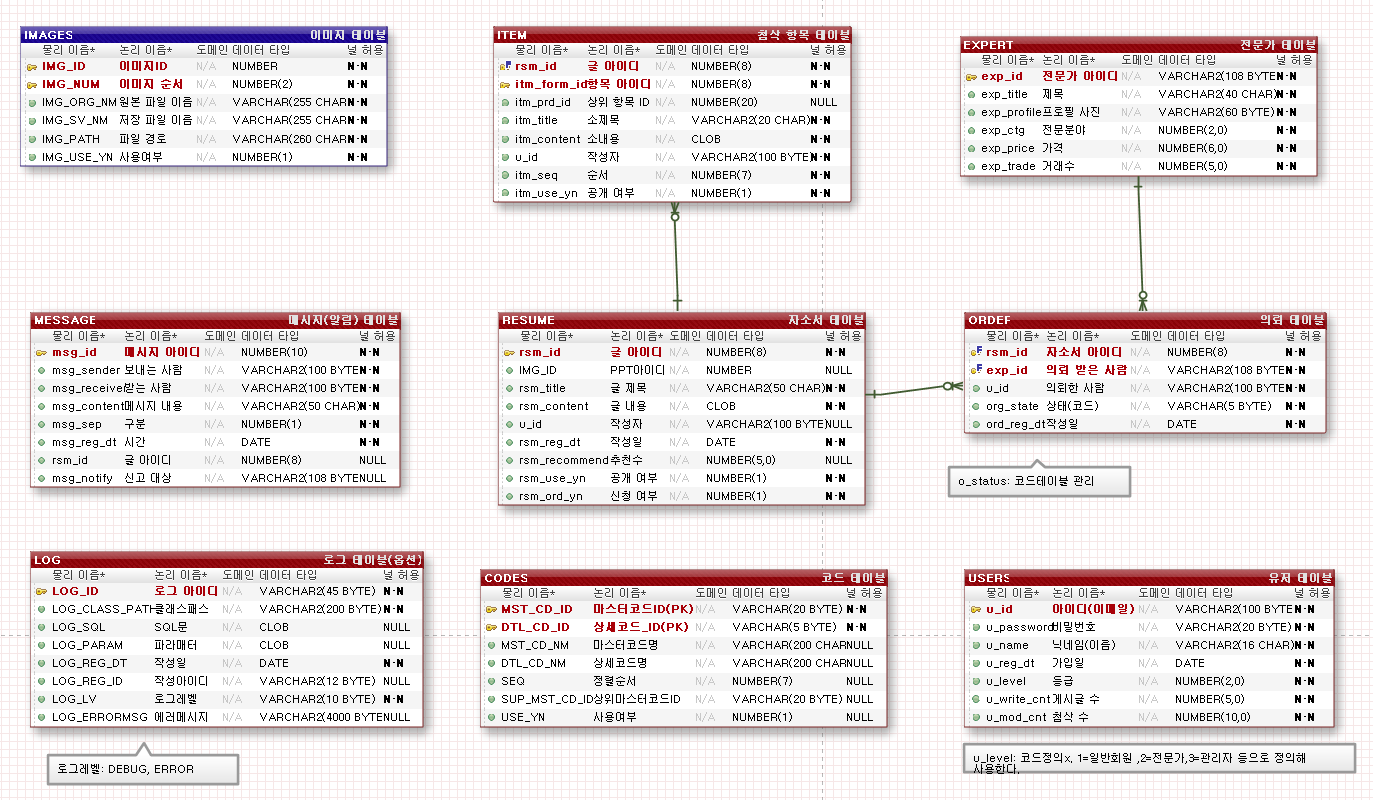 IMAGES 이미지 테이블
물리 이름* 논리 이름* 도메인 데이터 타입 널 허용
IMG_ID 이미지ID N/A NUMBER N-N
IMG_NUM 이미지 순서 N/A NUMBER(2) N-N
IMG_ORG_NM 원본 파일 이름 N/A VARCHAR(255 CHAR N-N
IMG_SV_NM 저장 파일 이름 N/A VARCHAR(255 CHAR N-N
IMG_PATH 파일 경로 N/A VARCHAR(260 CHAR N-N
IMG_USE_YN 사용여부 N/A NUMBER(1) N-N
ITEM 첨삭 항목 테이블
물리 이름* 논리 이름* 도메인 데이터 타입 널 허용
rsm_id 글 아이디 N/A NUMBER(8) N-N
itm_form_id 항목 아이디 N/A NUMBER(8) N-N
itm_prd_id 상위 항목 ID N/A NUMBER(20) NULL
itm_title 소제목 N/A VARCHAR2(20 CHAR) N-N
itm_content 소내용 N/A CLOB N-N
u_id 작성자 N/A VARCHAR2(100 BYTE) N-N
itm_seq 순서 N/A NUMBER(7) N-N
itm_use_yn 공개 여부 N/A NUMBER(1) N-N
EXPERT 전문가 테이블
물리 이름* 논리 이름* 도메인 데이터 타입 널 허용
exp_id 전문가 아이디 N/A VARCHAR2(108 BYTE N-N
exp_title 제목 N/A VARCHAR2(40 CHAR) N-N
exp_profile 프로필 사진 N/A VARCHAR2(60 BYTE) N-N
exp_ctg 전문분야 N/A NUMBER(2,0) N-N
exp_price 가격 N/A NUMBER(6,0) N-N
exp_trade 거래수 N/A NUMBER(5,0) N-N
MESSAGE 메시지(알림) 테이블
물리 이름* 논리 이름* 도메인 데이터 타입 널 허용
msg_id 메시지 아이디 N/A NUMBER(10) N-N
msg_sender 보내는 사람 N/A VARCHAR2(100 BYTE N-N
msg_receive 받는 사람 N/A VARCHAR2(100 BYTE N-N
msg_content 메시지 내용 N/A VARCHAR2(50 CHAR) N-N
msg_sep 구분 N/A NUMBER(1) N-N
msg_reg_dt 시간 N/A DATE N-N
rsm_id 글 아이디 N/A NUMBER(8) NULL
msg_notify 신고 대상 N/A VARCHAR2(108 BYTE NULL
RESUME 자소서 테이블
물리 이름* 논리 이름* 도메인 데이터 타입 널 허용
rsm_id 글 아이디 N/A NUMBER(8) N-N
IMG_ID PPT아이디 N/A NUMBER NULL
rsm_title 글 제목 N/A VARCHAR2(50 CHAR) N-N
rsm_content 글 내용 N/A CLOB N-N
u_id 작성자 N/A VARCHAR2(100 BYTE NULL
rsm_reg_dt 작성일 N/A DATE N-N
rsm_recommend 추천수 N/A NUMBER(5,0) NULL
rsm_use_yn 공개 여부 N/A NUMBER(1) N-N
rsm_ord_yn 신청 여부 N/A NUMBER(1) N-N
ORDEF 의뢰 테이블
물리 이름* 논리 이름* 도메인 데이터 타입 널 허용
rsm_id 자소서 아이디 N/A NUMBER(8) N-N
exp_id 의뢰 받은 사람 N/A VARCHAR2(108 BYTE N-N
u_id 의뢰한 사람 N/A VARCHAR2(100 BYTE N-N
org_state 상태(코드) N/A VARCHAR(5 BYTE) N-N
ord_reg_dt 작성일 N/A DATE N-N
o_status: 코드테이블 관리
LOG 로그 테이블(옵션)
물리 이름* 논리 이름* 도메인 데이터 타입 널 허용
LOG_ID 로그 아이디 N/A VARCHAR2(45 BYTE) N-N
LOG_CLASS_PATH 클래스패스 N/A VARCHAR2(200 BYTE) N-N
LOG_SQL SQL문 N/A CLOB NULL
LOG_PARAM 파라메터 N/A CLOB NULL
LOG_REG_DT 작성일 N/A DATE N-N
LOG_REG_ID 작성아이디 N/A VARCHAR2(12 BYTE) NULL
LOG_LV 로그레벨 N/A VARCHAR2(10 BYTE) N-N
LOG_ERRORMSG 에러메시지 N/A VARCHAR2(4000 BYTE NULL
로그레벨: DEBUG, ERROR
CODES 코드 테이블
물리 이름* 논리 이름* 도메인 데이터 타입 널 허용
MST_CD_ID 마스터코드ID(PK) N/A VARCHAR(20 BYTE) N-N
DTL_CD_ID 상세코드_ID(PK) N/A VARCHAR(5 BYTE) N-N
MST_CD_NM 마스터코드명 N/A VARCHAR(200 CHAR NULL
DTL_CD_NM 상세코드명 N/A VARCHAR(200 CHAR NULL
SEQ 정렬순서 N/A NUMBER(7) NULL
SUP_MST_CD_ID 상위마스터코드ID N/A VARCHAR(20 BYTE) NULL
USE_YN 사용여부 N/A NUMBER(1) NULL
USERS 유저 테이블
물리 이름* 논리 이름* 도메인 데이터 타입 널 허용
u_id 아이디(이메일) N/A VARCHAR2(100 BYTE N-N
u_password 비밀번호 N/A VARCHAR2(20 BYTE) N-N
u_name 닉네임(이름) N/A VARCHAR2(16 CHAR) N-N
u_reg_dt 가입일 N/A DATE N-N
u_level 등급 N/A NUMBER(2,0) N-N
u_write_cnt 게시글 수 N/A NUMBER(5,0) N-N
u_mod_cnt 첨삭 수 N/A NUMBER(10,0) N-N
u_level: 코드정의x, 1=일반회원 ,2=전문가,3=관리자 등으로 정의해
사용한다.